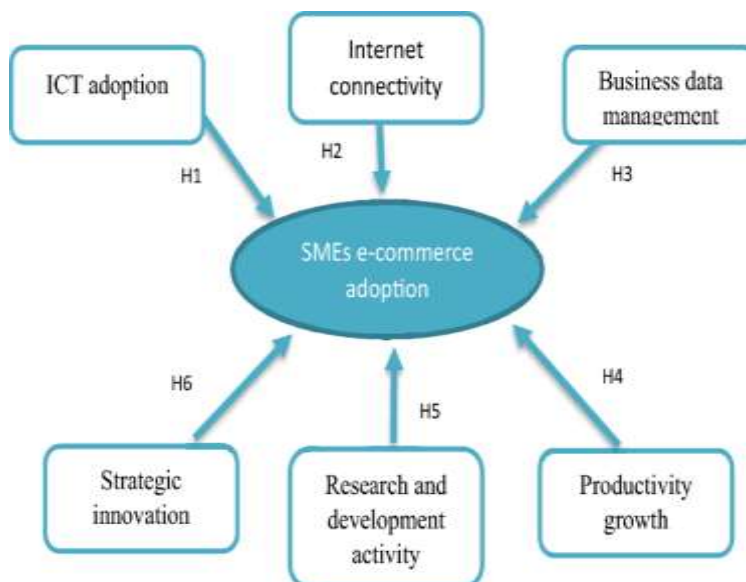 ICT adoption
Internet
connectivity
Business data
management
H1
H2
H3
SMEs e-commerce
adoption
H6
H5
H4
Strategic
innovation
Research and
development
activity
Productivity
growth